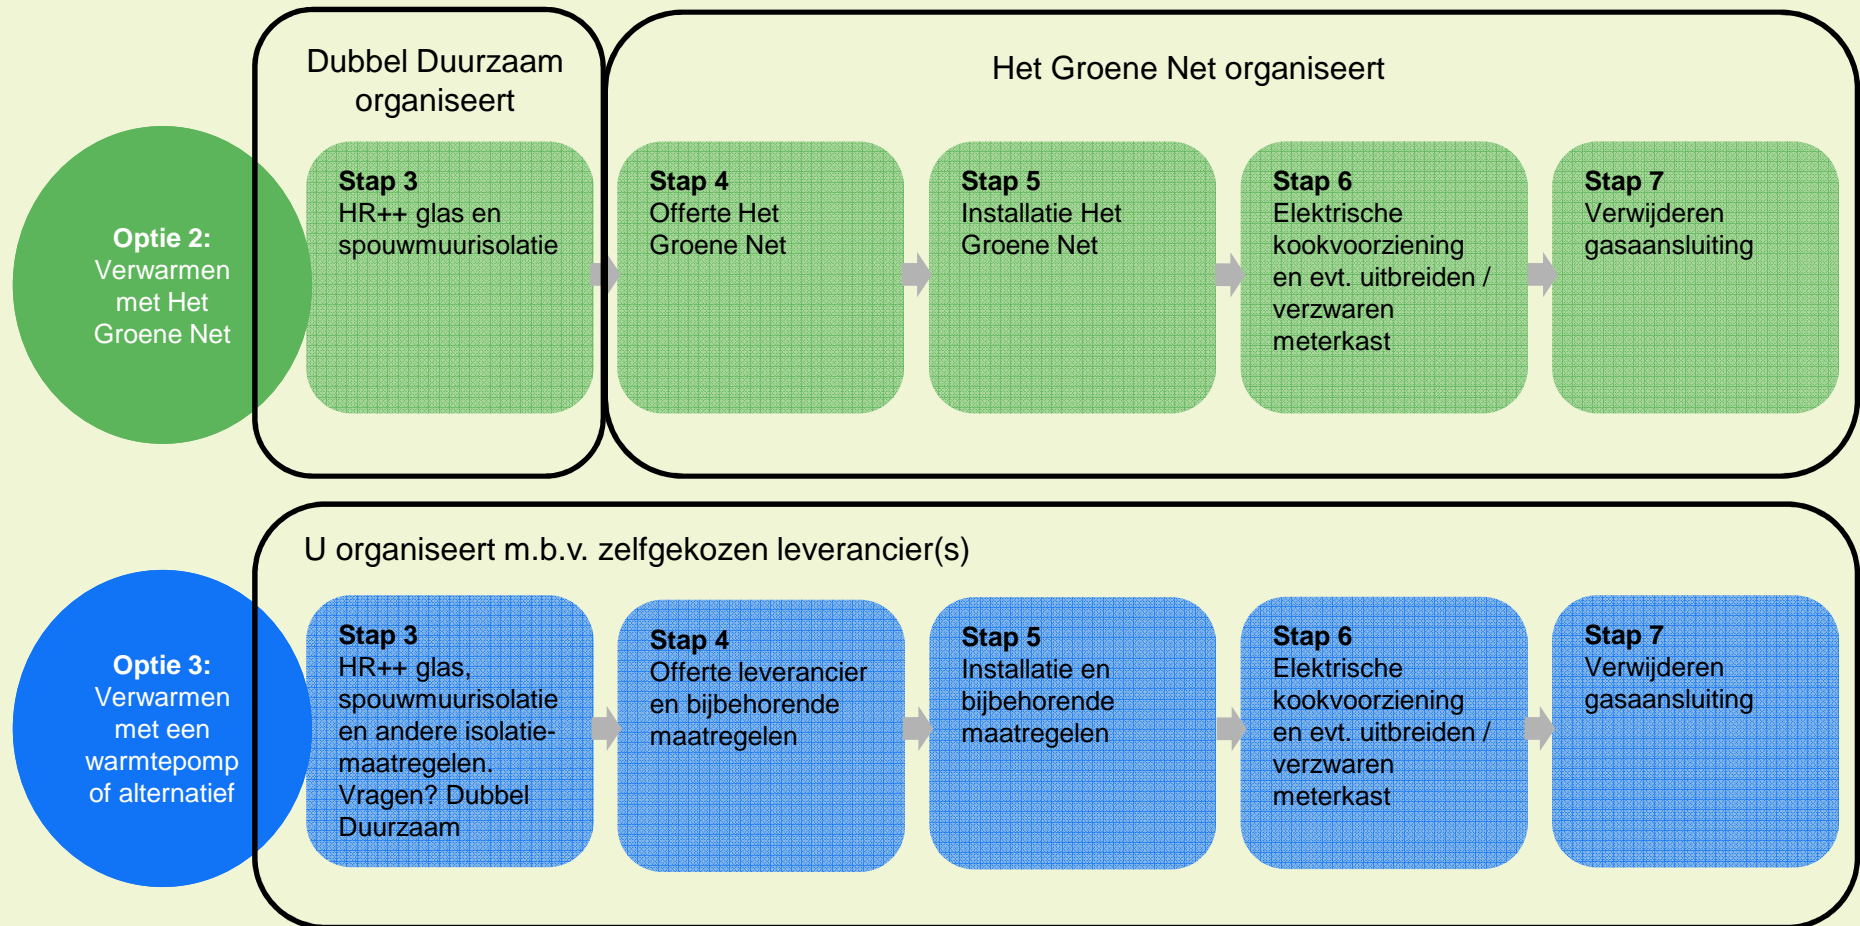 Dubbel Duurzaam
organiseert
Het Groene Net organiseert
Optie 2:
Verwarmen
met Het
Groene Net
Stap 3
HR++ glas en
spouwmuurisolatie
Stap 4
Offerte Het
Groene Net
Stap 5
Installatie Het
Groene Net
Stap 6
Elektrische
kookvoorziening
en evt. uitbreiden /
verzwaren
meterkast
Stap 7
Verwijderen
gasaansluiting
U organiseert m.b.v. zelfgekozen leverancier(s)
Optie 3:
Verwarmen
met een
warmtepomp
of alternatief
Stap 3
HR++ glas,
spouwmuurisolatie
en andere isolatie-
maatregelen.
Vragen? Dubbel
Duurzaam
Stap 4
Offerte leverancier
en bijbehorende
maatregelen
Stap 5
Installatie en
bijbehorende
maatregelen
Stap 6
Elektrische
kookvoorziening
en evt. uitbreiden /
verzwaren
meterkast
Stap 7
Verwijderen
gasaansluiting